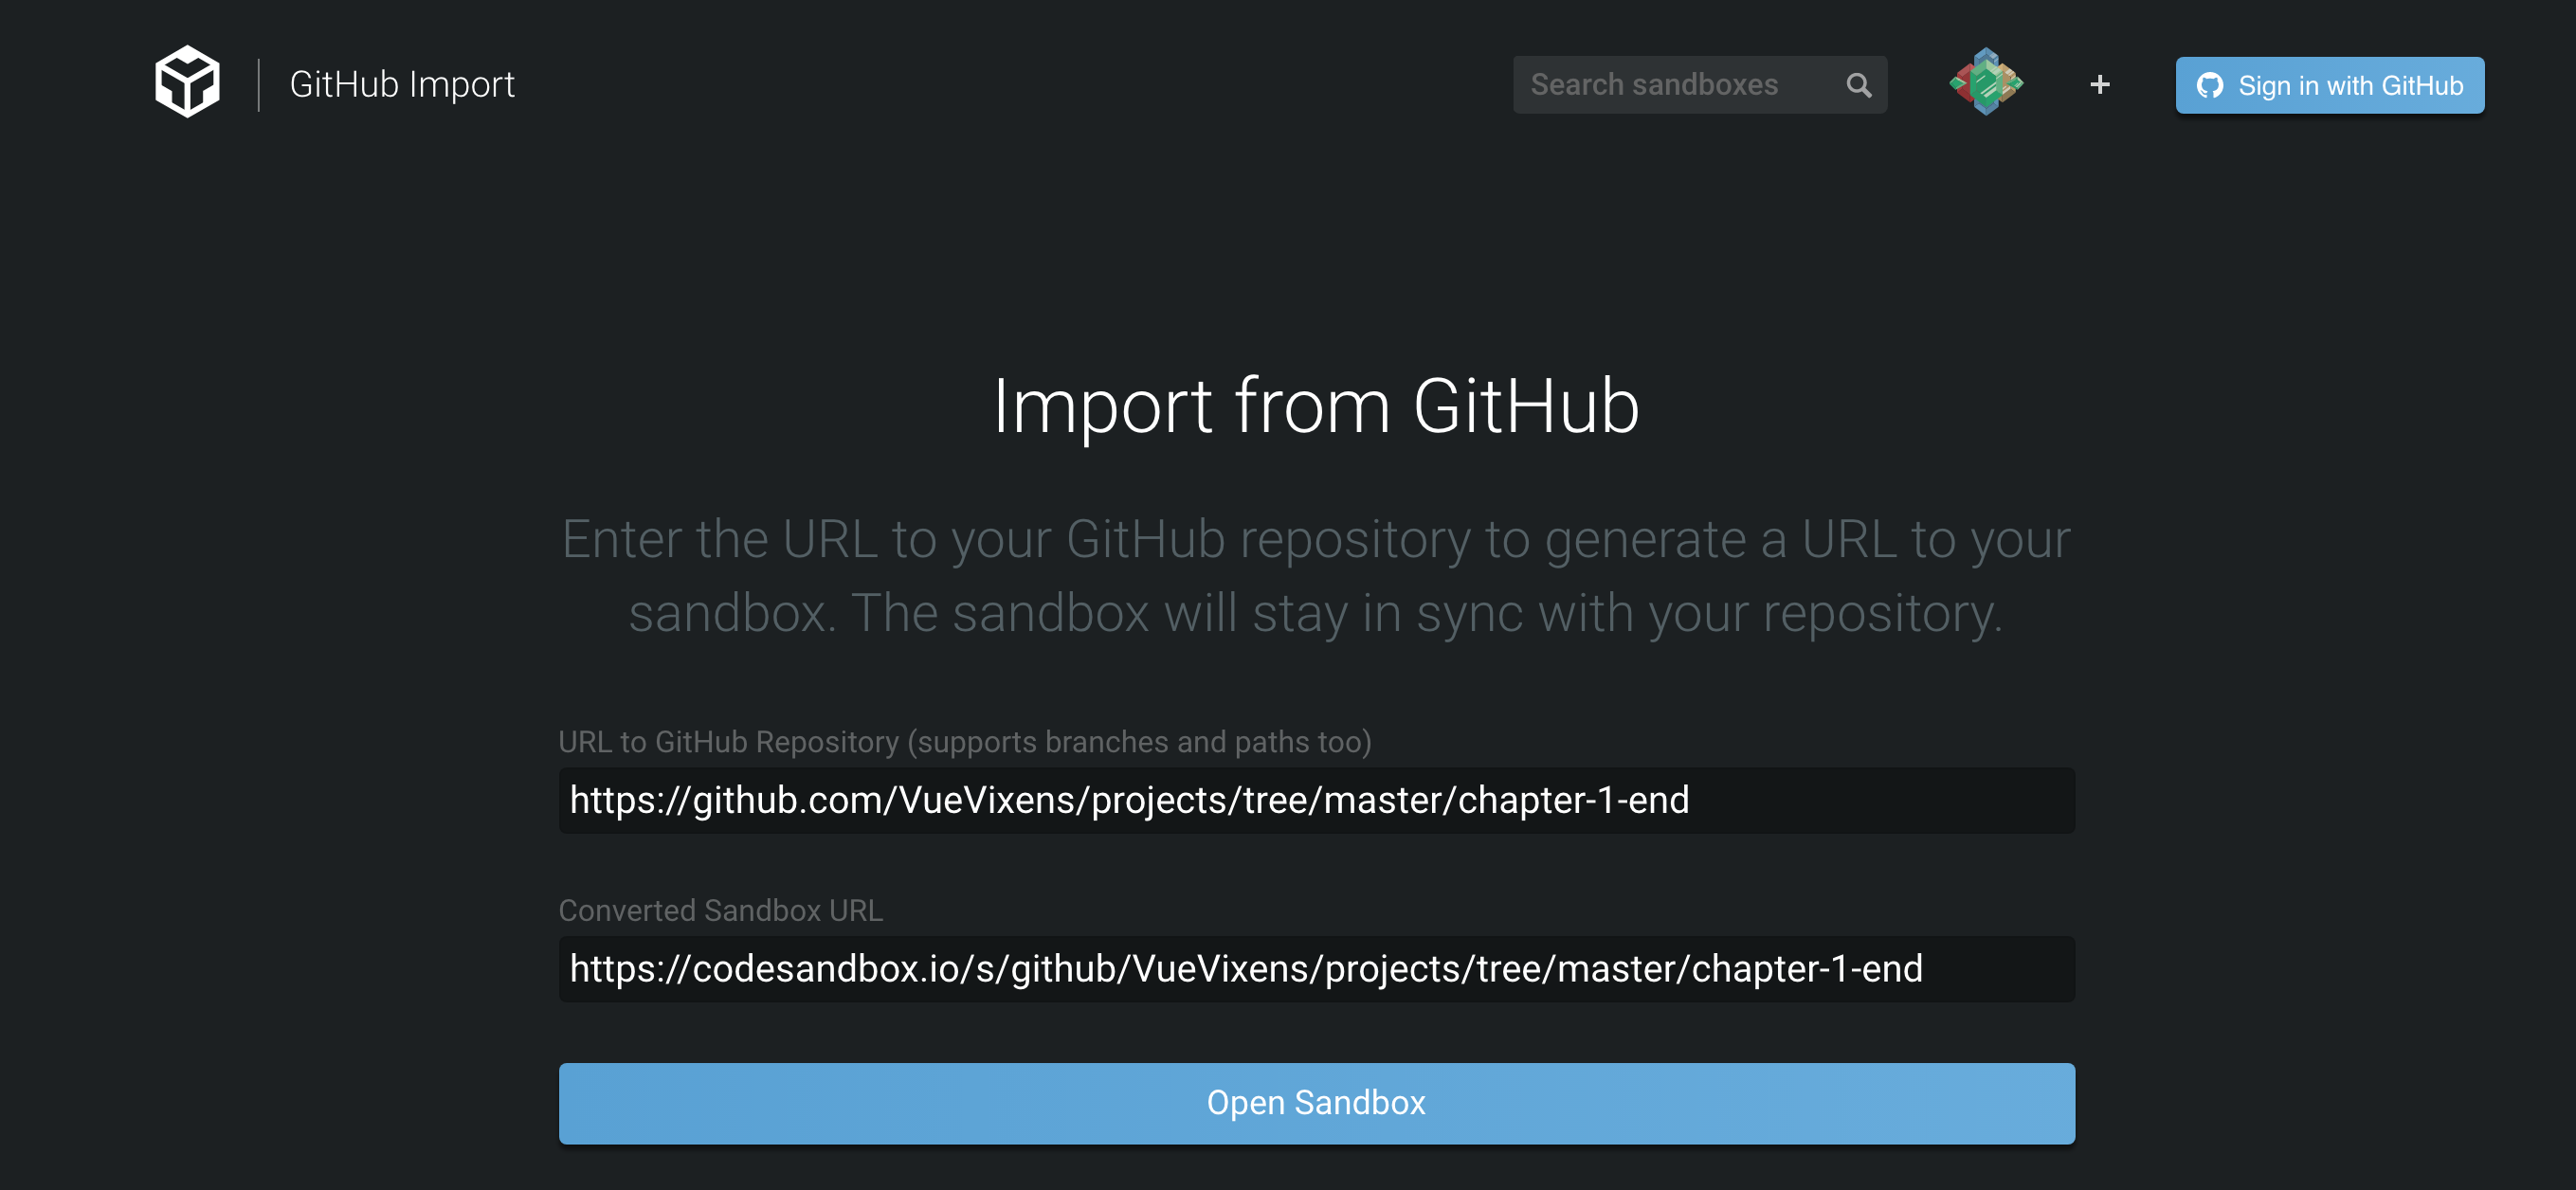 GitHub Import
Search sandboxes
+
Sign in with GitHub
Import from GitHub
Enter the URL to your GitHub repository to generate a URL to your
sandbox. The sandbox will stay in sync with your repository.
URL to GitHub Repository (supports branches and paths too)
https://github.com/VueVixens/projects/tree/master/chapter-1-end
Converted Sandbox URL
https://codesandbox.io/s/github/VueVixens/projects/tree/master/chapter-1-end
Open Sandbox